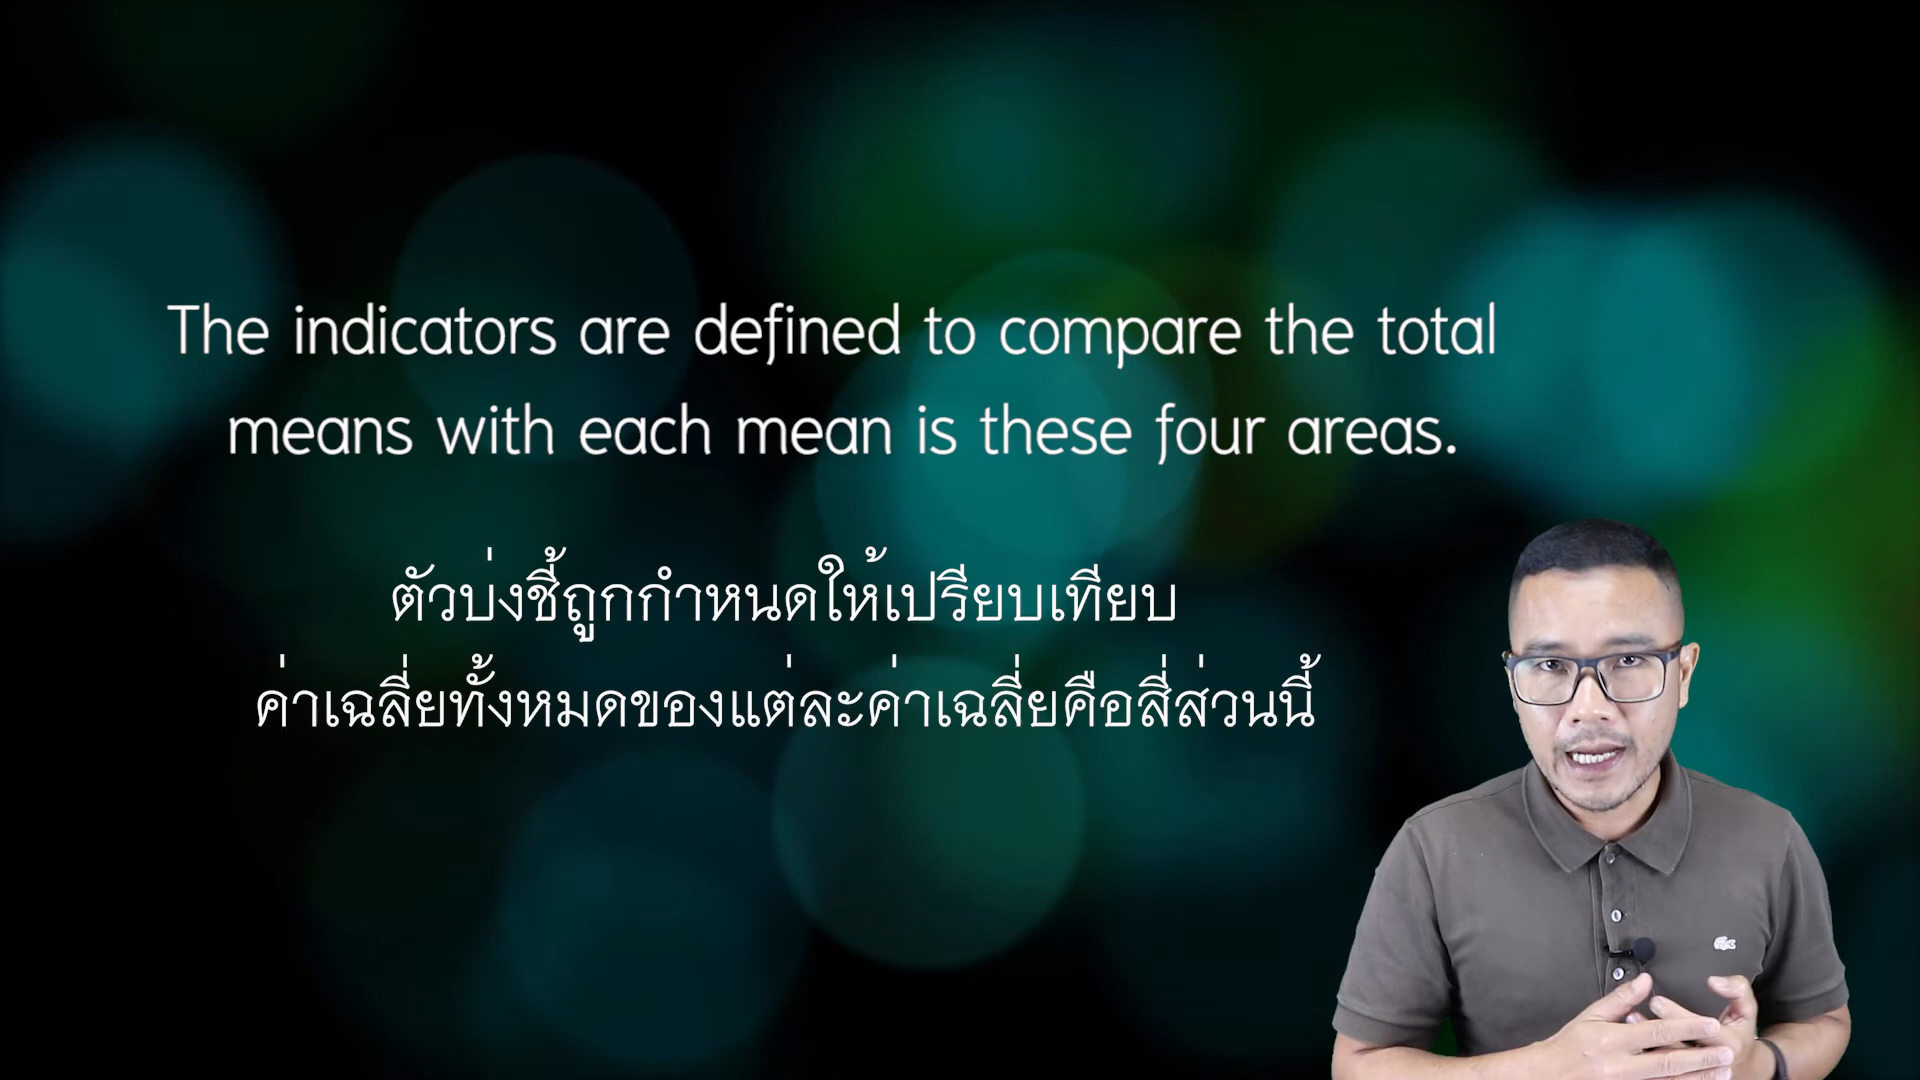 The indicators are defined to compare the total
means with each mean is these four areas.
ตัวบ่งชี้ถูกกำหนดให้เปรียบเทียบ
ค่าเฉลี่ยทั้งหมดของแต่ละค่าเฉลี่ยคือสี่ส่วนนี้